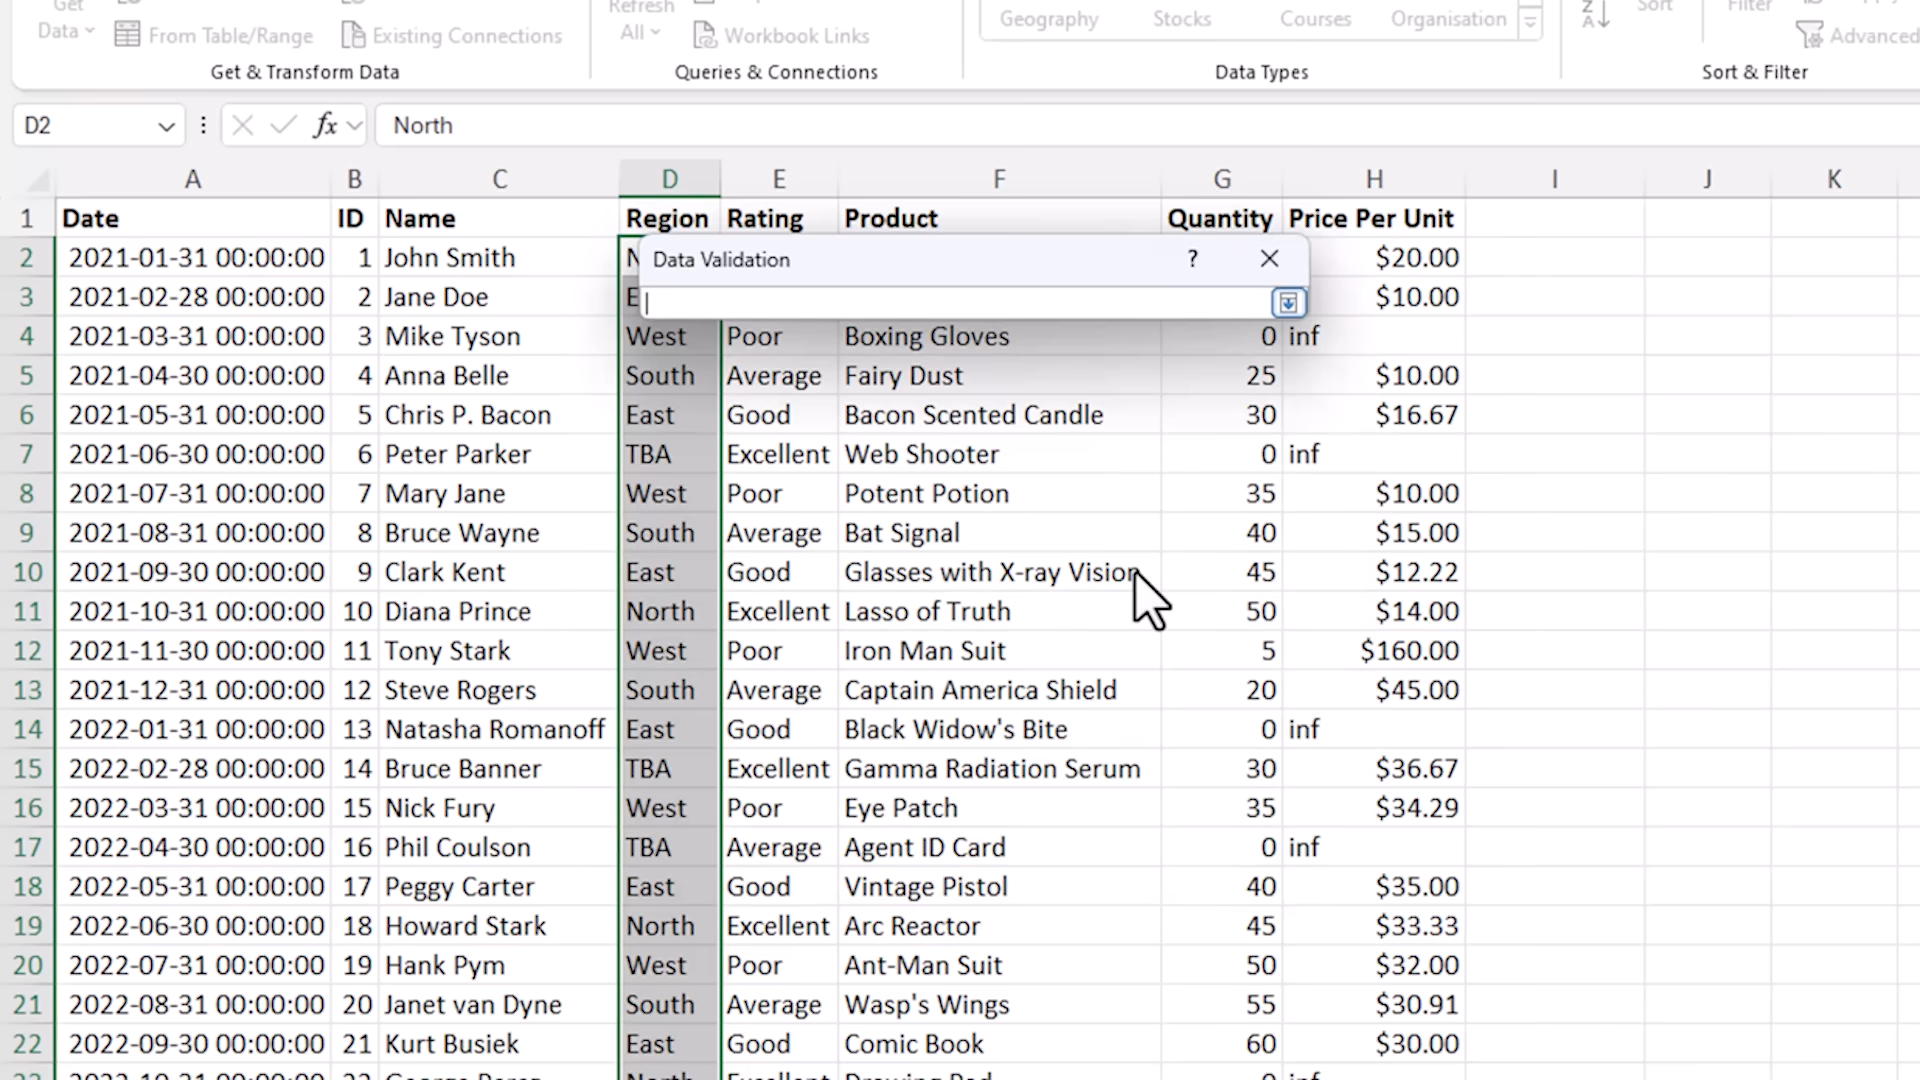 Get Refresh Sort Filter
Data From Table/Range Existing Connections All Workbook Links Geography Stocks Courses Organisation Advanced
Get & Transform Data Queries & Connections Data Types Sort & Filter
D2 fx North
A B C D E F G H I J K
1 Date ID Name Region Rating Product Quantity Price Per Unit
2 2021-01-31 00:00:00 1 John Smith $20.00
Data Validation ? 
3 2021-02-28 00:00:00 2 Jane Doe $10.00
4 2021-03-31 00:00:00 3 Mike Tyson West Poor Boxing Gloves 0 inf
5 2021-04-30 00:00:00 4 Anna Belle South Average Fairy Dust 25 $10.00
6 2021-05-31 00:00:00 5 Chris P. Bacon East Good Bacon Scented Candle 30 $16.67
7 2021-06-30 00:00:00 6 Peter Parker TBA Excellent Web Shooter 0 inf
8 2021-07-31 00:00:00 7 Mary Jane West Poor Potent Potion 35 $10.00
9 2021-08-31 00:00:00 8 Bruce Wayne South Average Bat Signal 40 $15.00
10 2021-09-30 00:00:00 9 Clark Kent East Good Glasses with X-ray Vision 45 $12.22
11 2021-10-31 00:00:00 10 Diana Prince North Excellent Lasso of Truth 50 $14.00
12 2021-11-30 00:00:00 11 Tony Stark West Poor Iron Man Suit 5 $160.00
13 2021-12-31 00:00:00 12 Steve Rogers South Average Captain America Shield 20 $45.00
14 2022-01-31 00:00:00 13 Natasha Romanoff East Good Black Widow's Bite 0 inf
15 2022-02-28 00:00:00 14 Bruce Banner TBA Excellent Gamma Radiation Serum 30 $36.67
16 2022-03-31 00:00:00 15 Nick Fury West Poor Eye Patch 35 $34.29
17 2022-04-30 00:00:00 16 Phil Coulson TBA Average Agent ID Card 0 inf
18 2022-05-31 00:00:00 17 Peggy Carter East Good Vintage Pistol 40 $35.00
19 2022-06-30 00:00:00 18 Howard Stark North Excellent Arc Reactor 45 $33.33
20 2022-07-31 00:00:00 19 Hank Pym West Poor Ant-Man Suit 50 $32.00
21 2022-08-31 00:00:00 20 Janet van Dyne South Average Wasp's Wings 55 $30.91
22 2022-09-30 00:00:00 21 Kurt Busiek East Good Comic Book 60 $30.00